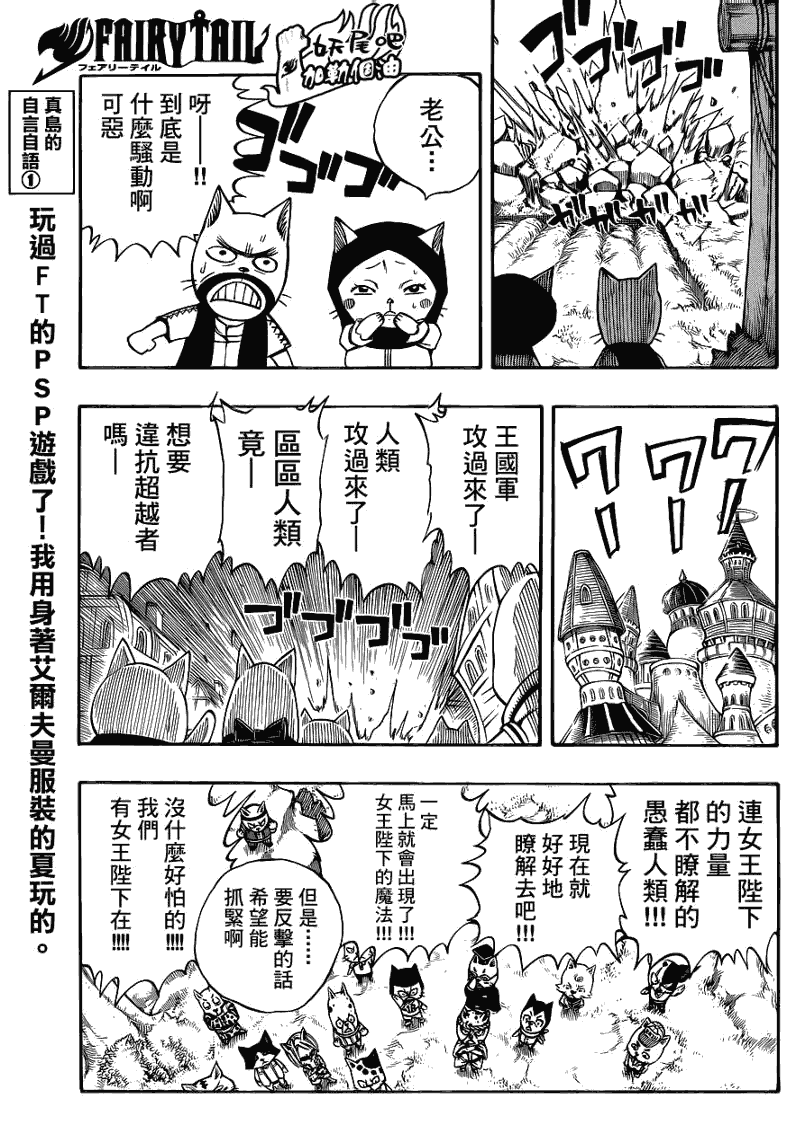 FAIRY TAIL
フェアリーテイル
妖尾吧
加勒個油
真島的
自言自語①
玩過FT的PSP遊戲了！我用身著艾爾夫曼服裝的夏玩的。
ゴゴゴゴ
ガガガガ
老公…
ゴゴゴゴ
呀——!!
到底是
什麼騷動啊
可惡
ワー
ワー
王國軍
攻過來了—
人類
攻過來了—
區區人類
竟—
想要
違抗超越者
嗎—
ゴゴゴゴ
連女王陛下
的力量
都不瞭解的
愚蠢人類!!!
現在就
好好地
瞭解去吧!!!
一定
馬上就會出現了!!!
女王陛下的魔法!!!
但是……
要反擊的話
希望能
抓緊啊
沒什麼好怕的!!!!
我們
有女王陛下在!!!!